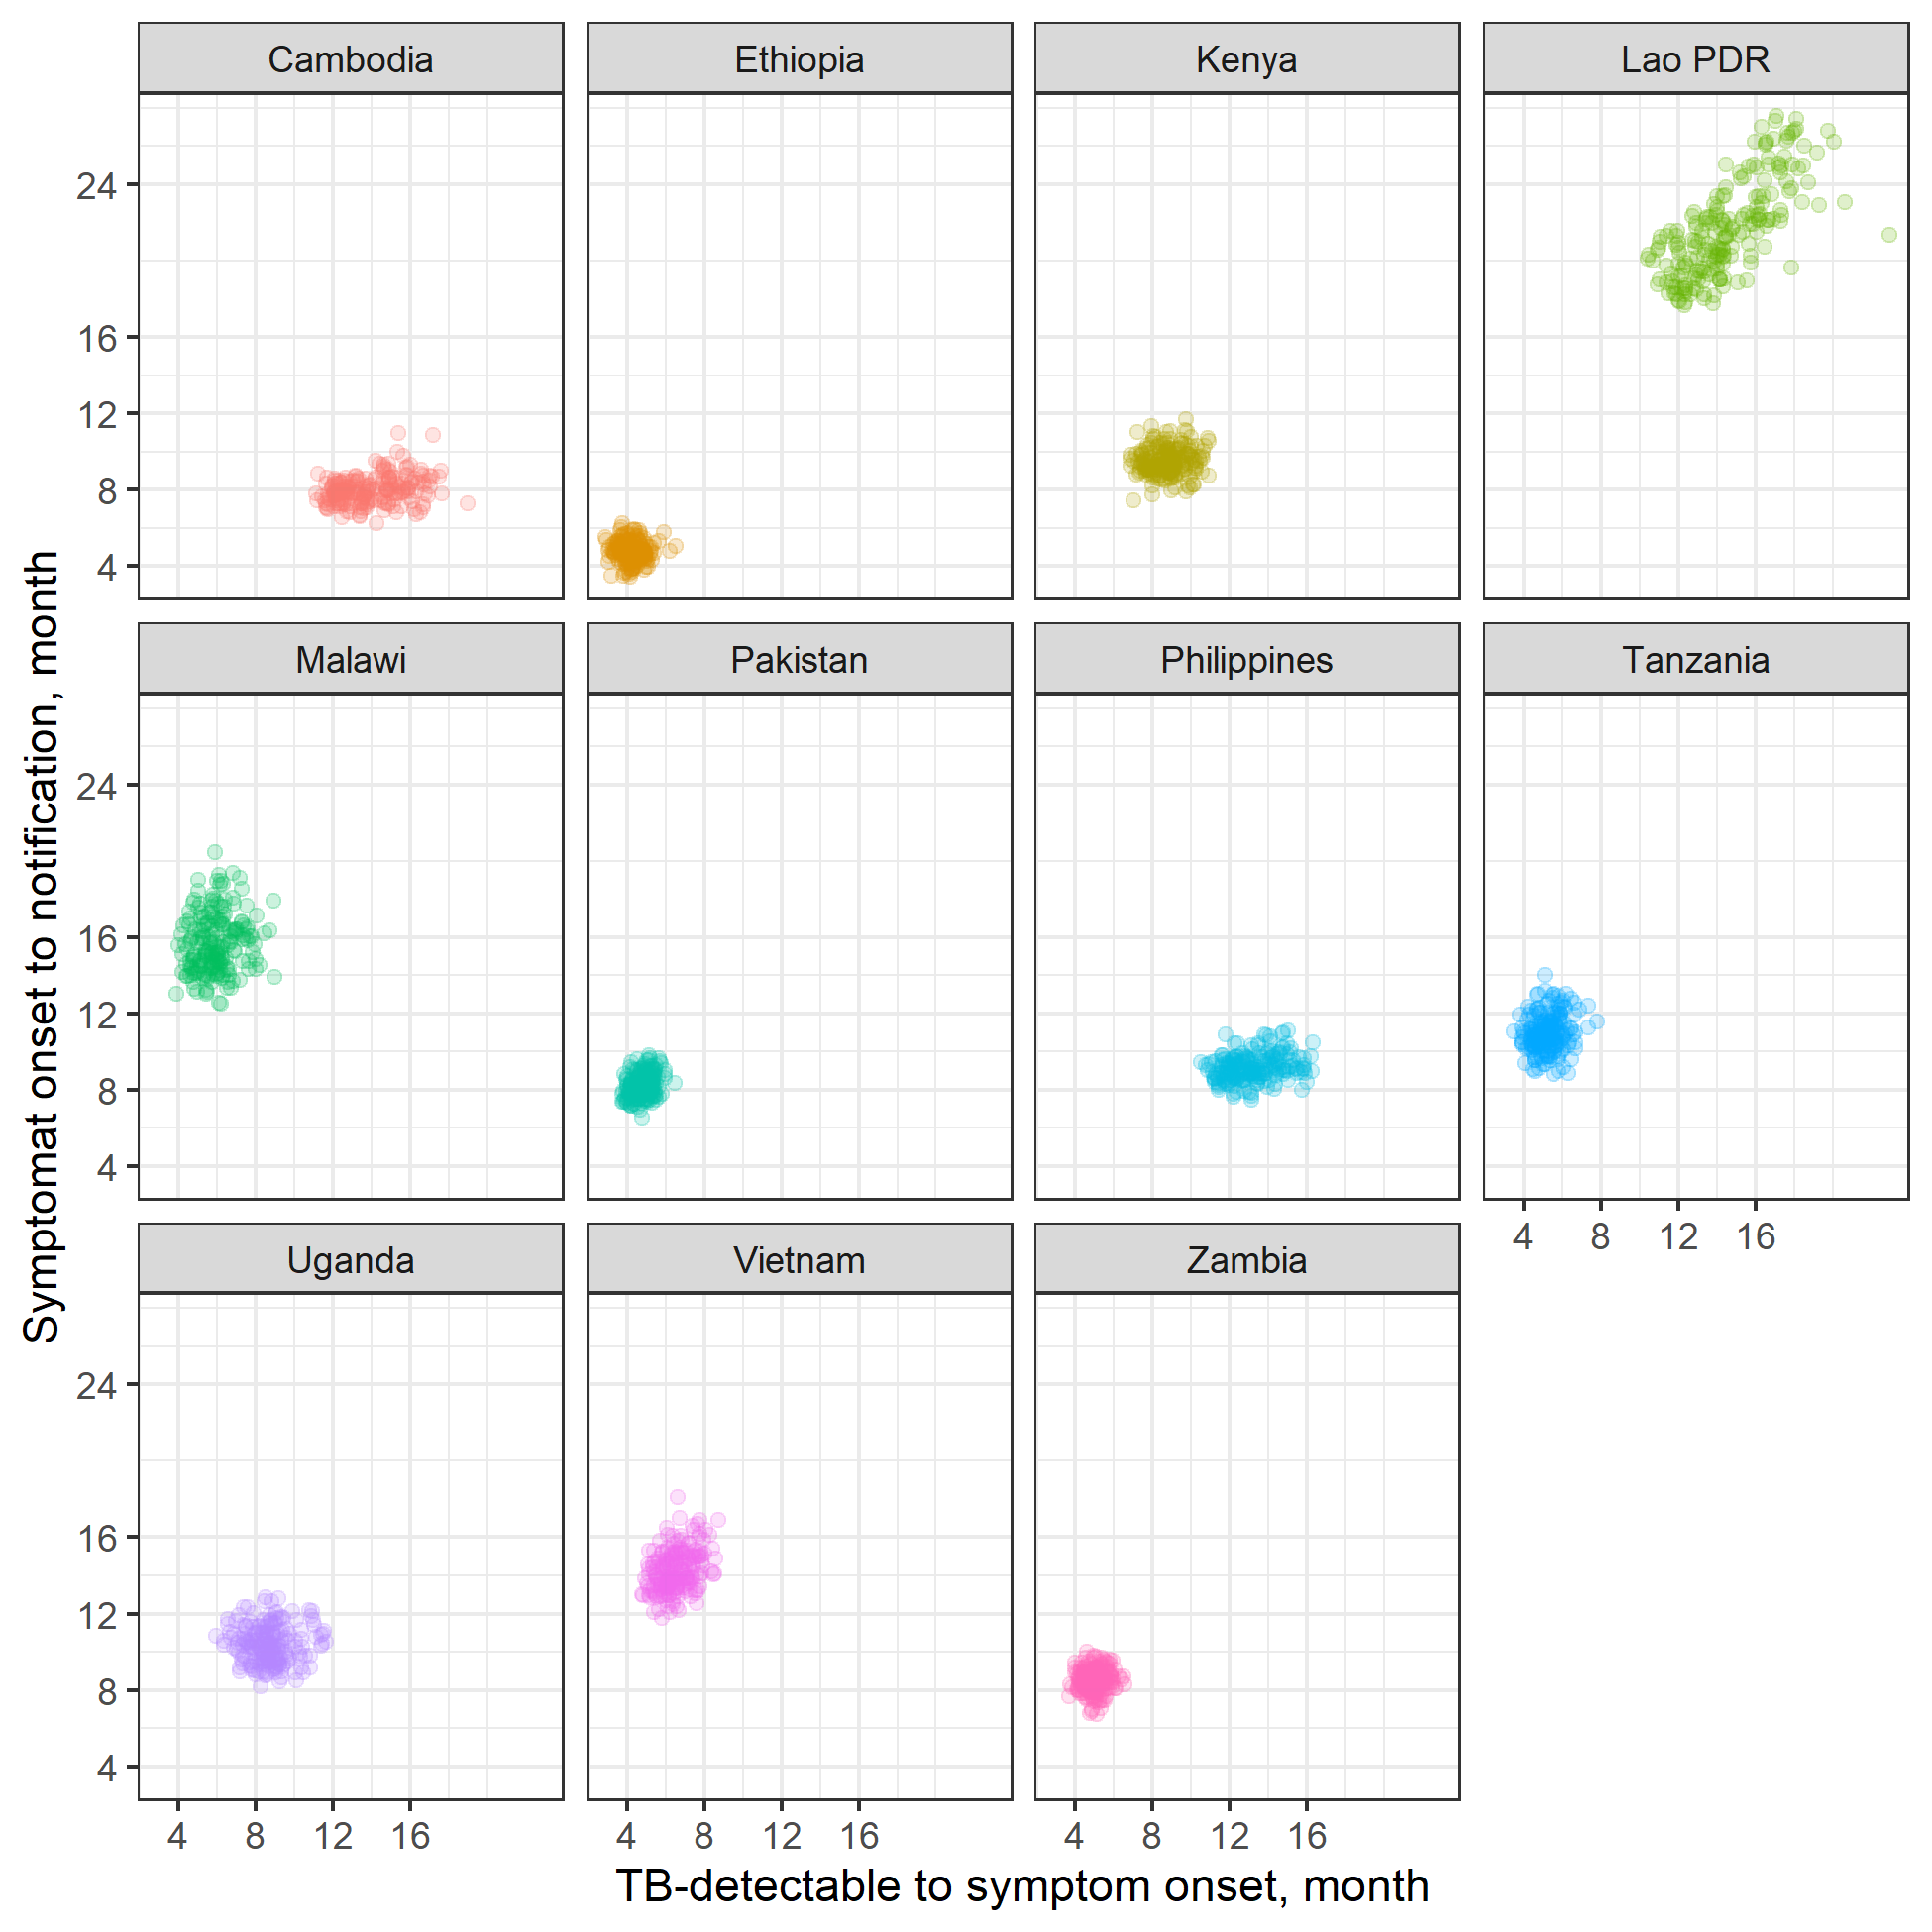 Cambodia Ethiopia Kenya Lao PDR
24
16
12
8
4
Symptomat onset to notification, month
Malawi Pakistan Philippines Tanzania
24
16
12
8
4
4 8 12 16
Uganda Vietnam Zambia
24
16
12
8
4
4 8 12 16 4 8 12 16 4 8 12 16
TB-detectable to symptom onset, month